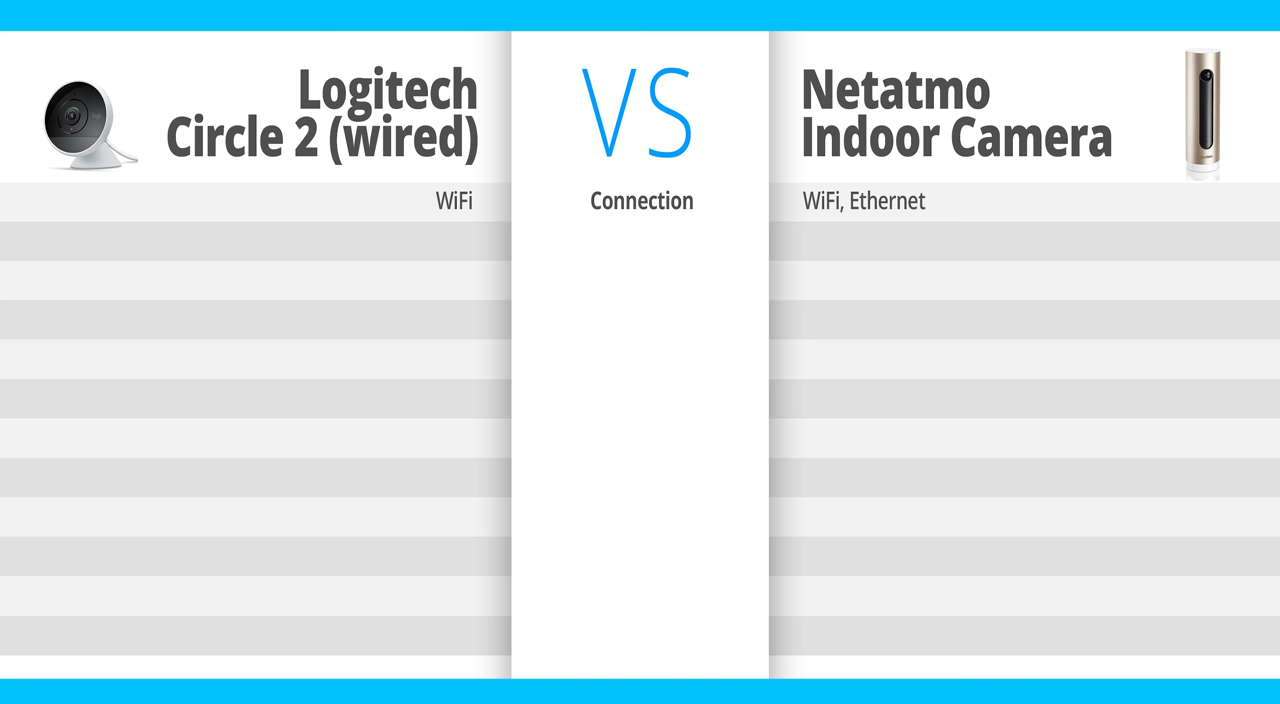 Logitech
Circle 2 (wired)
VS
Netatmo
Indoor Camera
WiFi
Connection
WiFi, Ethernet